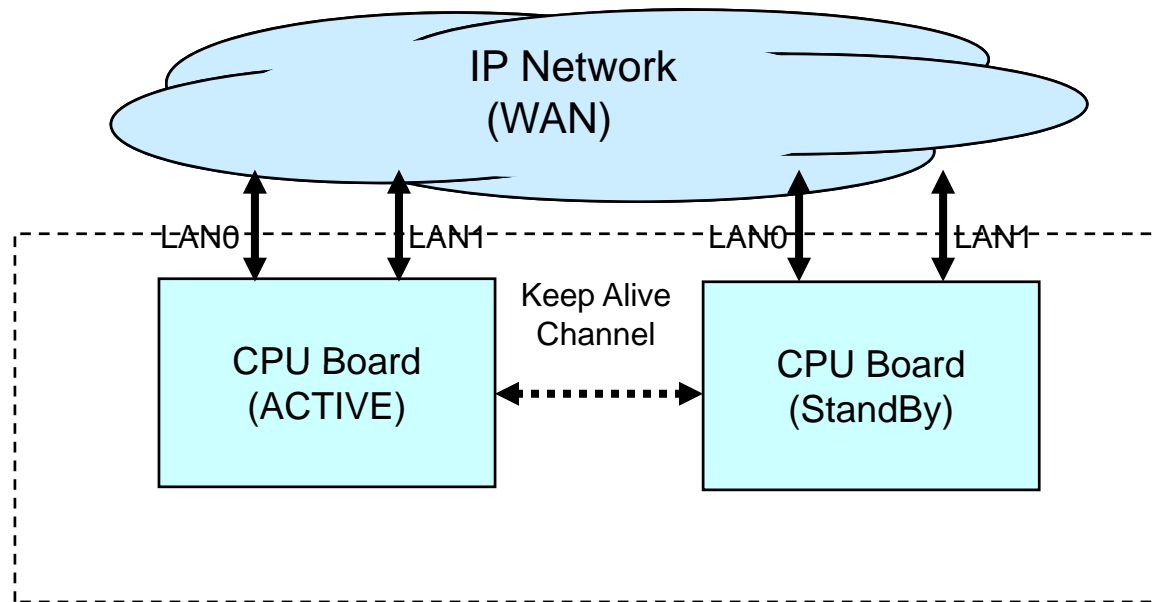 IP Network
(WAN)
LAN0
LAN1
LAN0
LAN1
Keep Alive
Channel
CPU Board
(ACTIVE)
CPU Board
(StandBy)